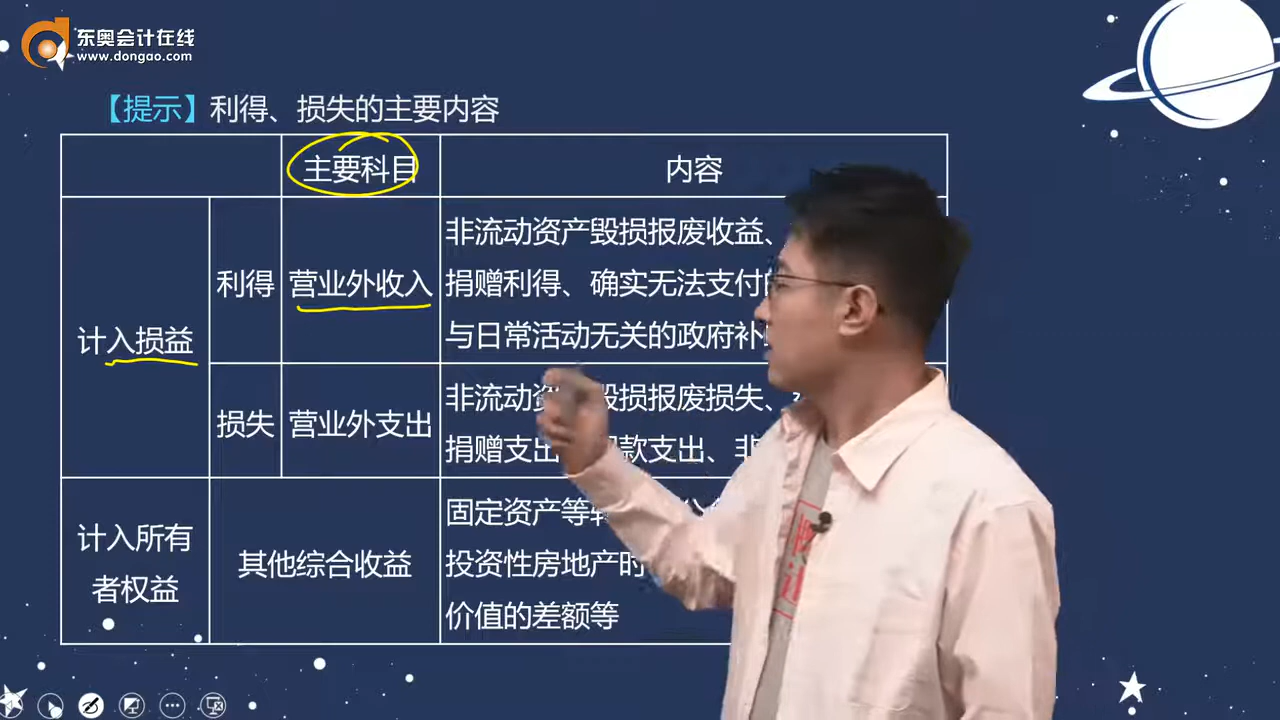 东奥会计在线
www.dongao.com
【提示】利得、损失的主要内容
主要科目
内容
计入损益
利得
营业外收入
非流动资产毁损报废收益、
捐赠利得、确实无法支付的
与日常活动无关的政府补
损失
营业外支出
非流动资 毁损报废损失、
捐赠支出 款支出、非
计入所有
者权益
其他综合收益
固定资产等转
投资性房地产时
价值的差额等